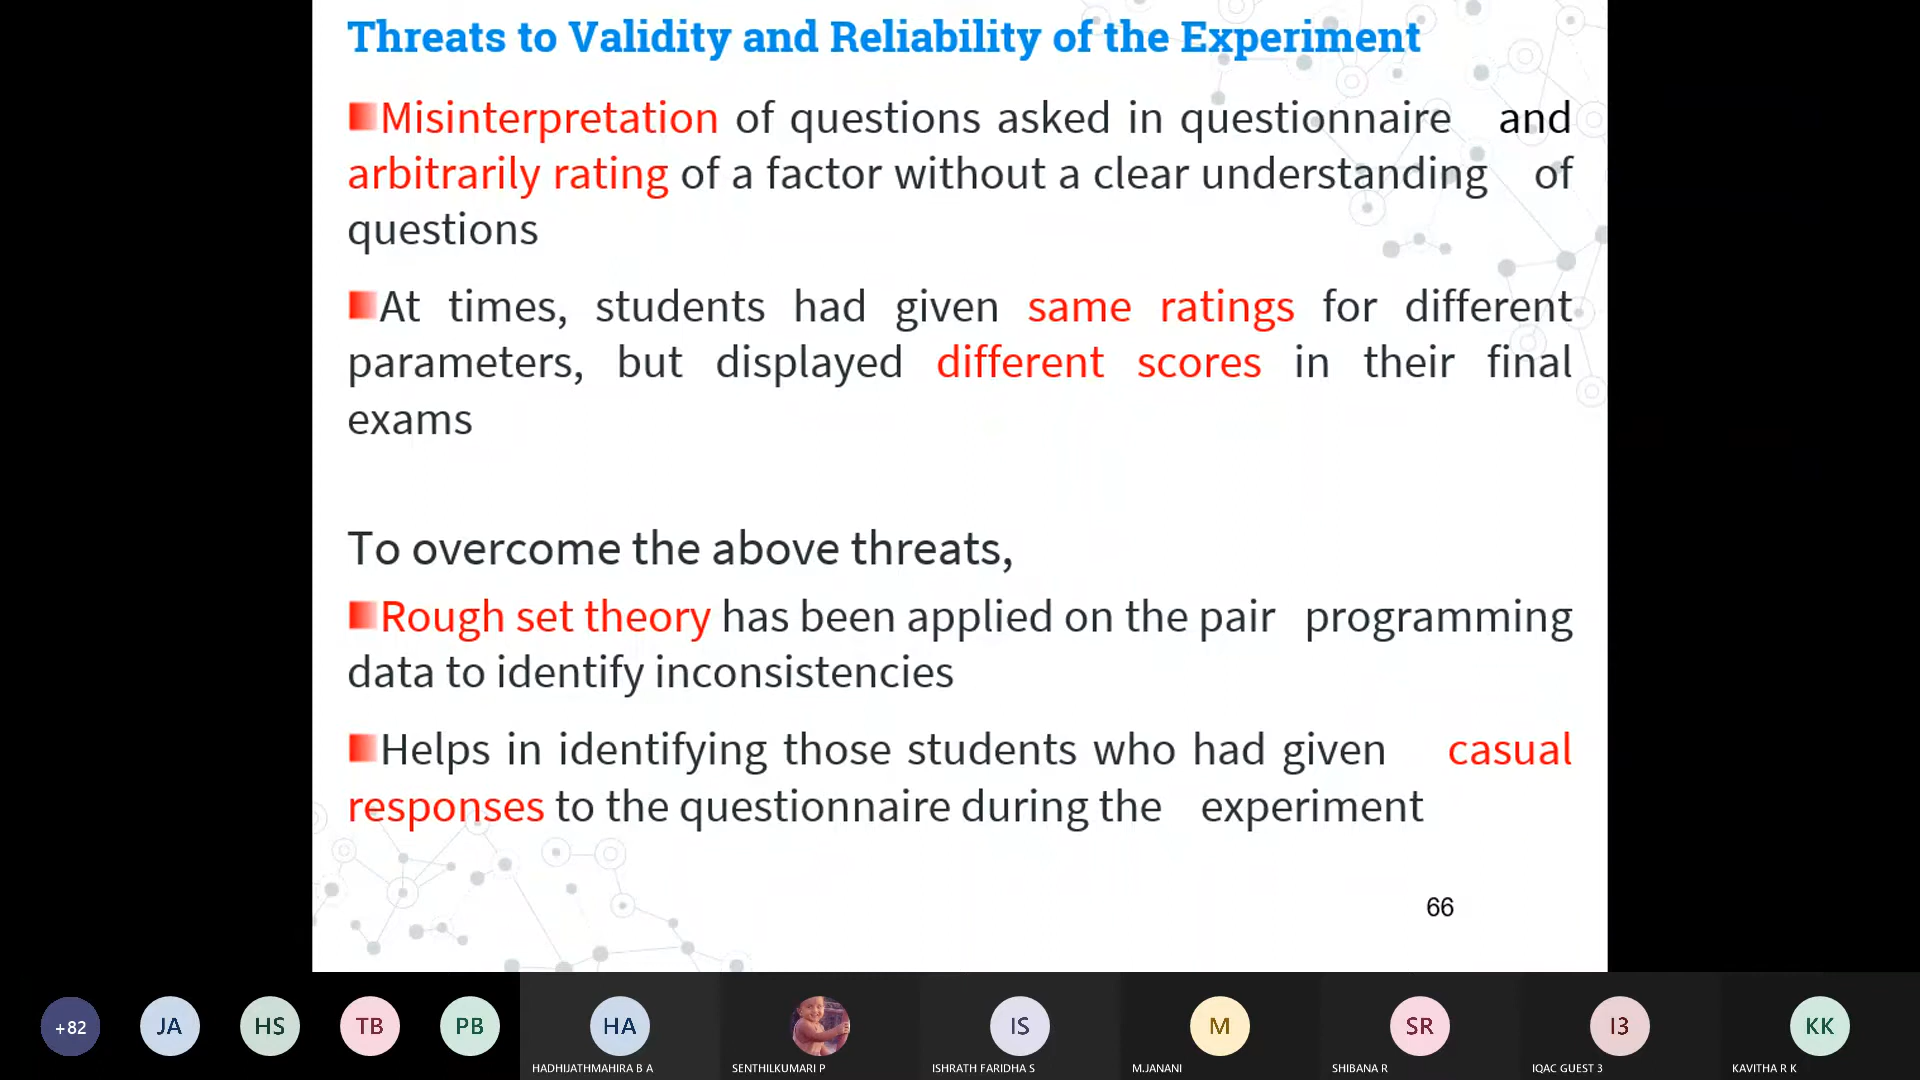 Threats to Validity and Reliability of the Experiment
Misinterpretation of questions asked in questionnaire and
arbitrarily rating of a factor without a clear understanding of
questions
At times, students had given same ratings for different
parameters, but displayed different scores in their final
exams
To overcome the above threats,
Rough set theory has been applied on the pair programming
data to identify inconsistencies
Helps in identifying those students who had given casual
responses to the questionnaire during the experiment
66
+82 JA HS TB PB HA IS M SR I3 KK
HADHIJATHMAHIRA B A SENTHILKUMARI P ISHRATH FARIDHA S M.JANANI SHIBANA R IQAC GUEST 3 KAVITHA R K